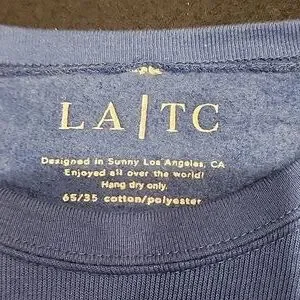 LA|TC
Designed in Sunny Los Angeles, CA
Enjoyed all over the world!
Hang dry only.
65/35 cotton/polyester